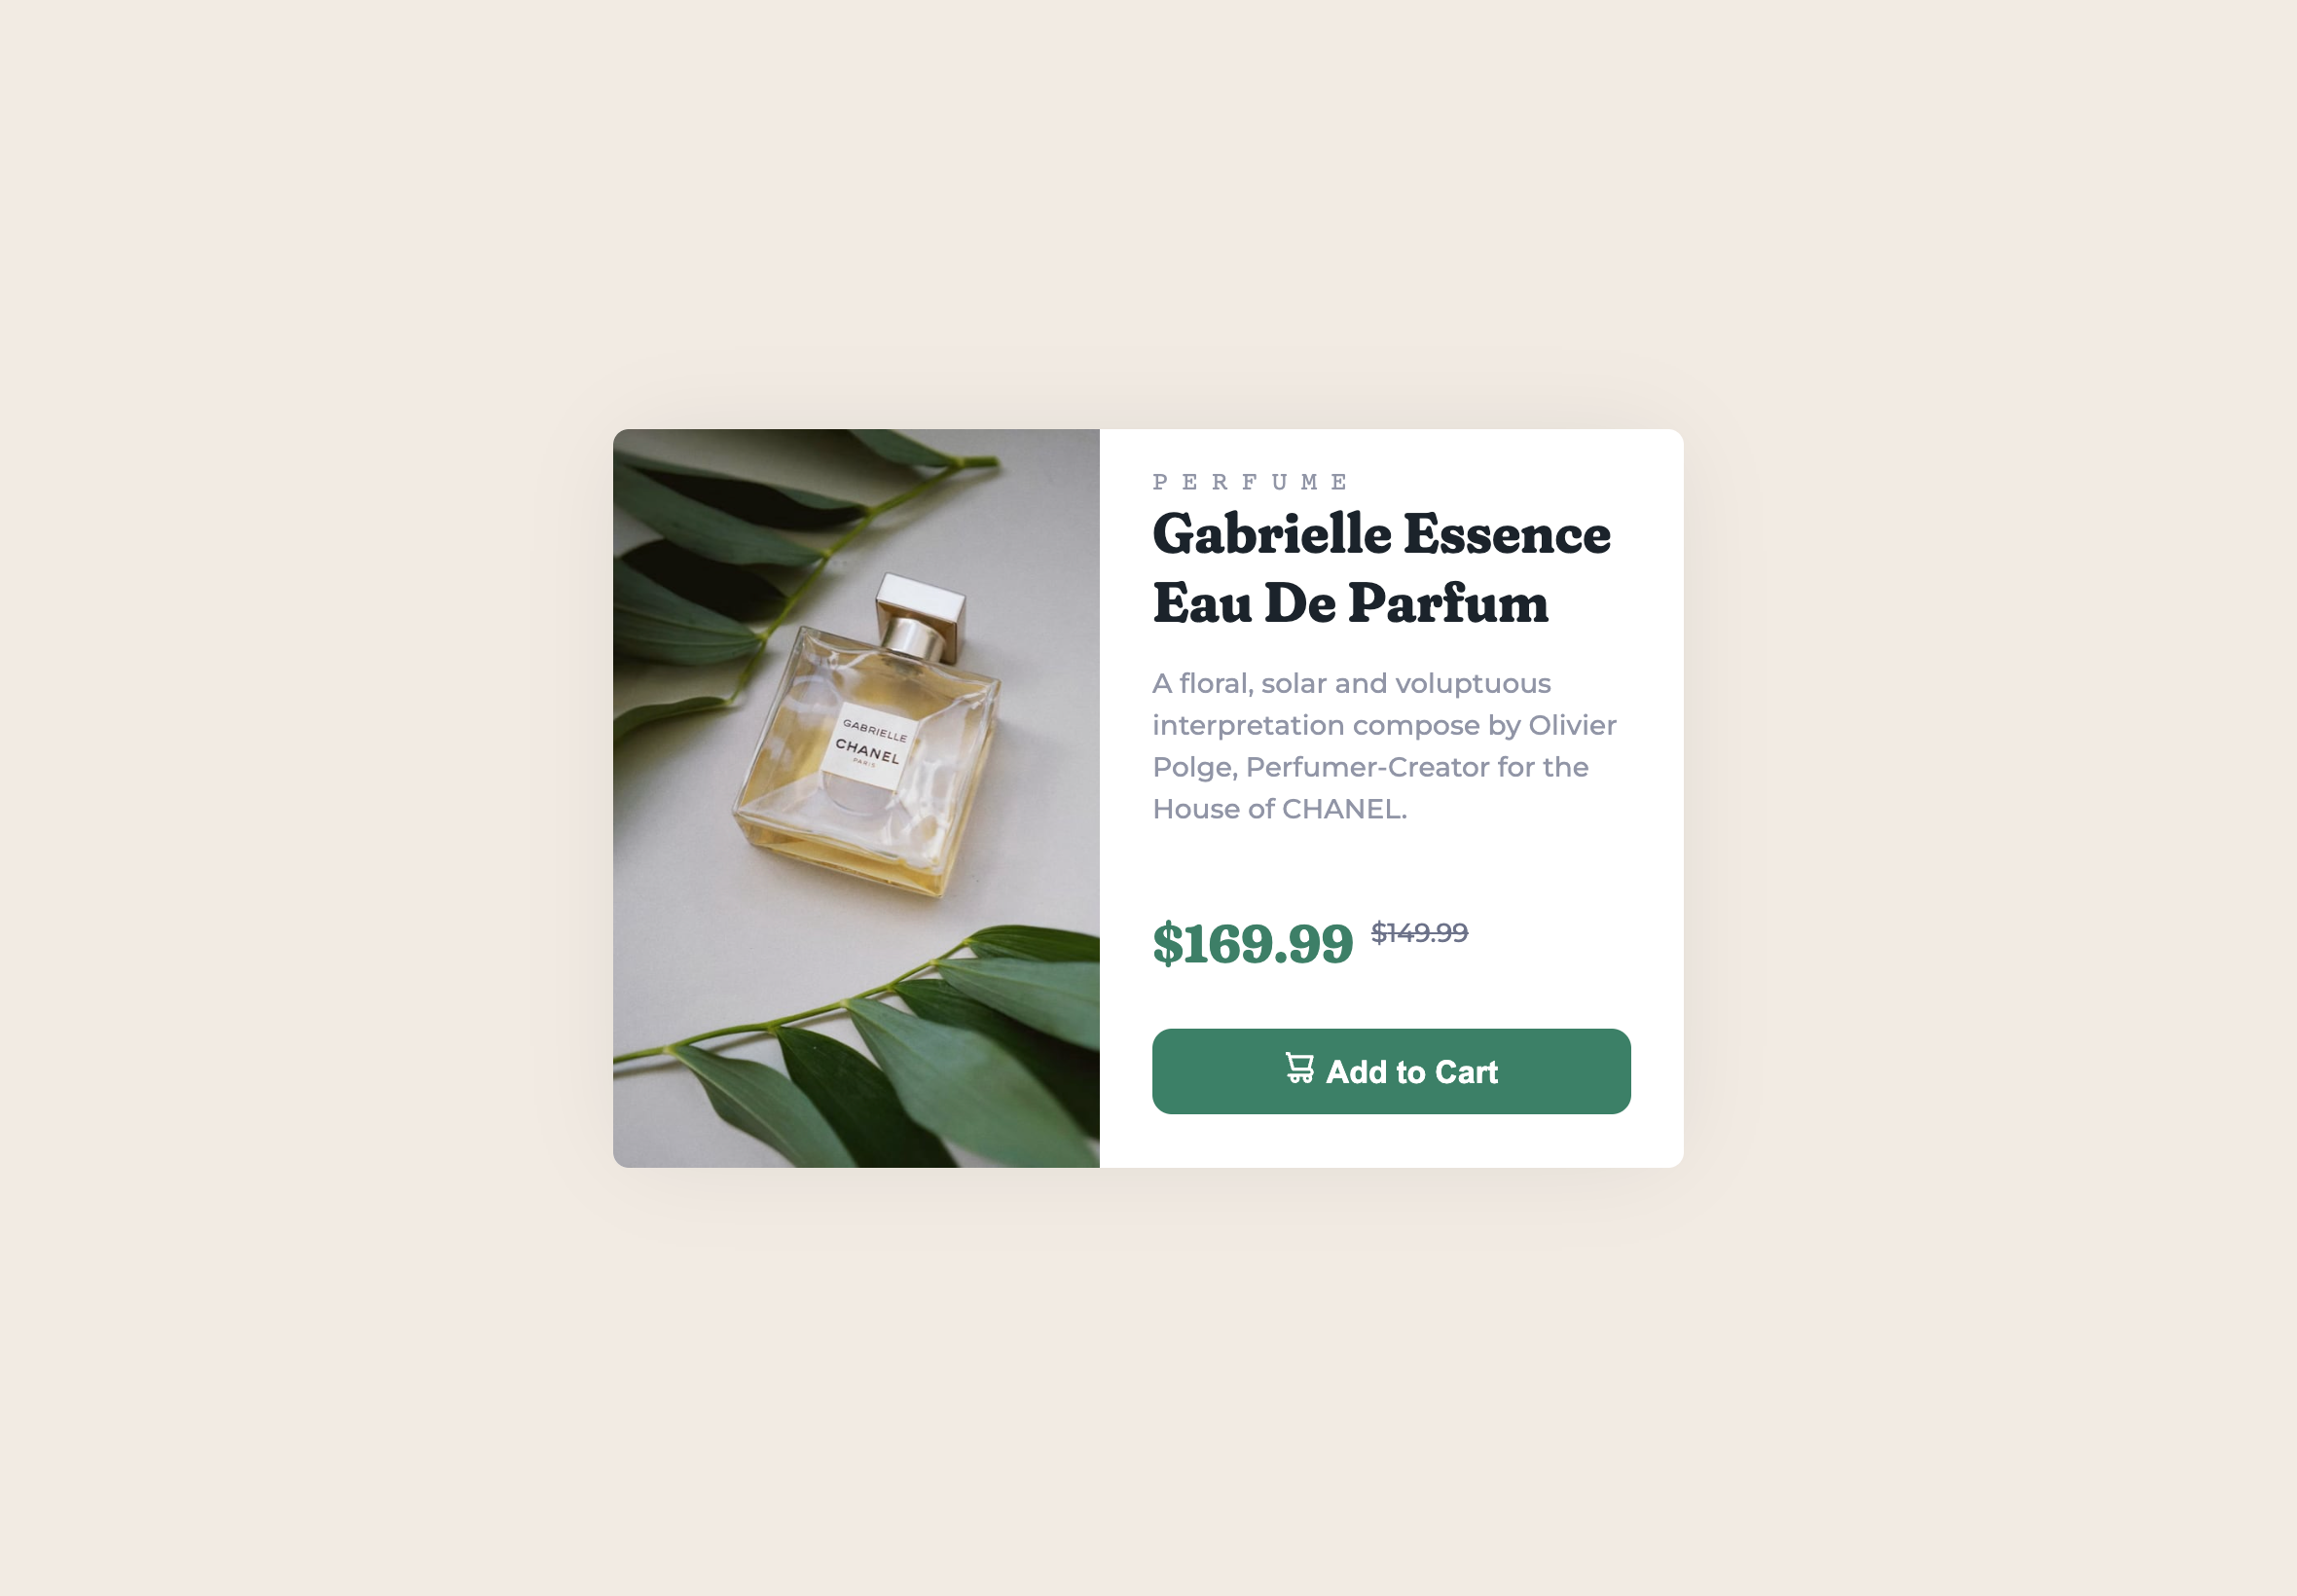 GABRIELLE
CHANEL
PARIS
PERFUME
Gabrielle Essence
Eau De Parfum
A floral, solar and voluptuous
interpretation compose by Olivier
Polge, Perfumer-Creator for the
House of CHANEL.
$169.99 $149.99
Add to Cart